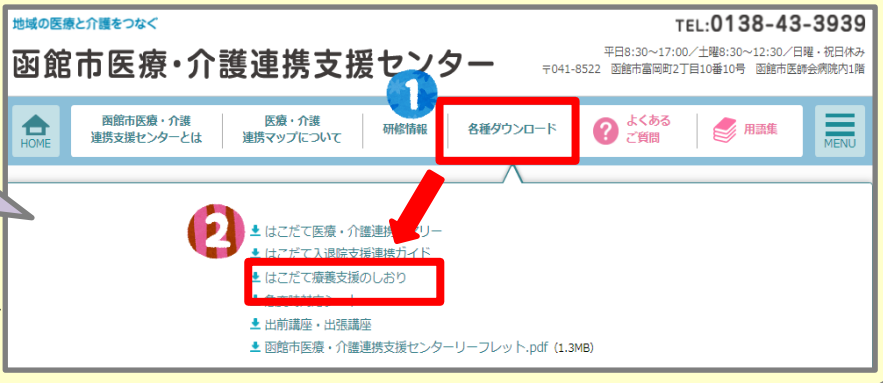 地域の医療と介護をつなぐ
TEL:0138-43-3939
函館市医療・介護連携支援センター
平日8:30～17:00／土曜8:30～12:30／日曜・祝日休み
〒041-8522 函館市富岡町2丁目10番10号 函館市医師会病院内1階
1
HOME
函館市医療・介護
連携支援センターとは
医療・介護
連携マップについて
研修情報
各種ダウンロード
?
よくある
ご質問
用語集
MENU
2
はこだて医療・介護連携
リー
はこだて入退院支援連携ガイド
はこだて療養支援のしおり
出前講座・出張講座
函館市医療・介護連携支援センターリーフレット.pdf (1.3MB)